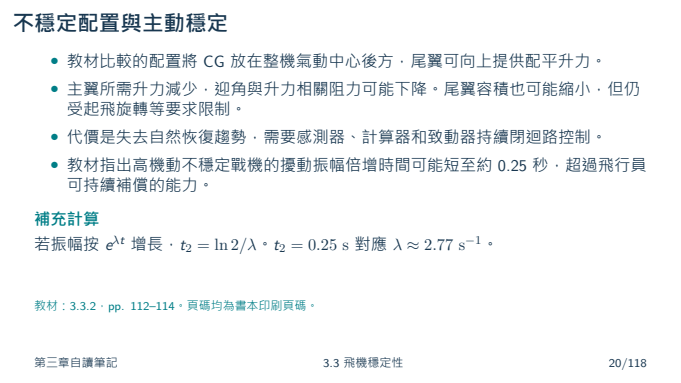 不穩定配置與主動穩定
• 教材比較的配置將 CG 放在整機氣動中心後方，尾翼可向上提供配平升力。
• 主翼所需升力減少，迎角與升力相關阻力可能下降。尾翼容積也可能縮小，但仍
受起飛旋轉等要求限制。
• 代價是失去自然恢復趨勢，需要感測器、計算器和致動器持續閉迴路控制。
• 教材指出高機動不穩定戰機的擾動振幅倍增時間可能短至約 0.25 秒，超過飛行員
可持續補償的能力。
補充計算
若振幅按 e^{λt} 增長，t₂ = ln 2/λ。t₂ = 0.25 s 對應 λ ≈ 2.77 s⁻¹。
教材：3.3.2，pp. 112–114。頁碼均為書本印刷頁碼。
第三章自讀筆記 3.3 飛機穩定性 20/118